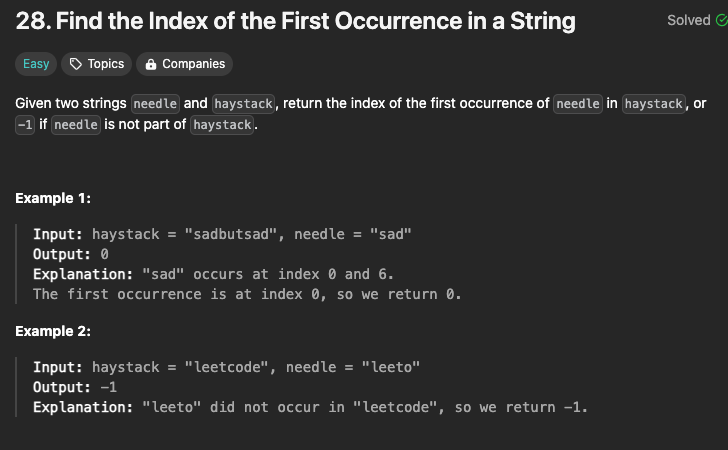 28. Find the Index of the First Occurrence in a String
Solved
Easy Topics Companies
Given two strings needle and haystack, return the index of the first occurrence of needle in haystack, or
-1 if needle is not part of haystack.
Example 1:
Input: haystack = "sadbutsad", needle = "sad"
Output: 0
Explanation: "sad" occurs at index 0 and 6.
The first occurrence is at index 0, so we return 0.
Example 2:
Input: haystack = "leetcode", needle = "leeto"
Output: -1
Explanation: "leeto" did not occur in "leetcode", so we return -1.